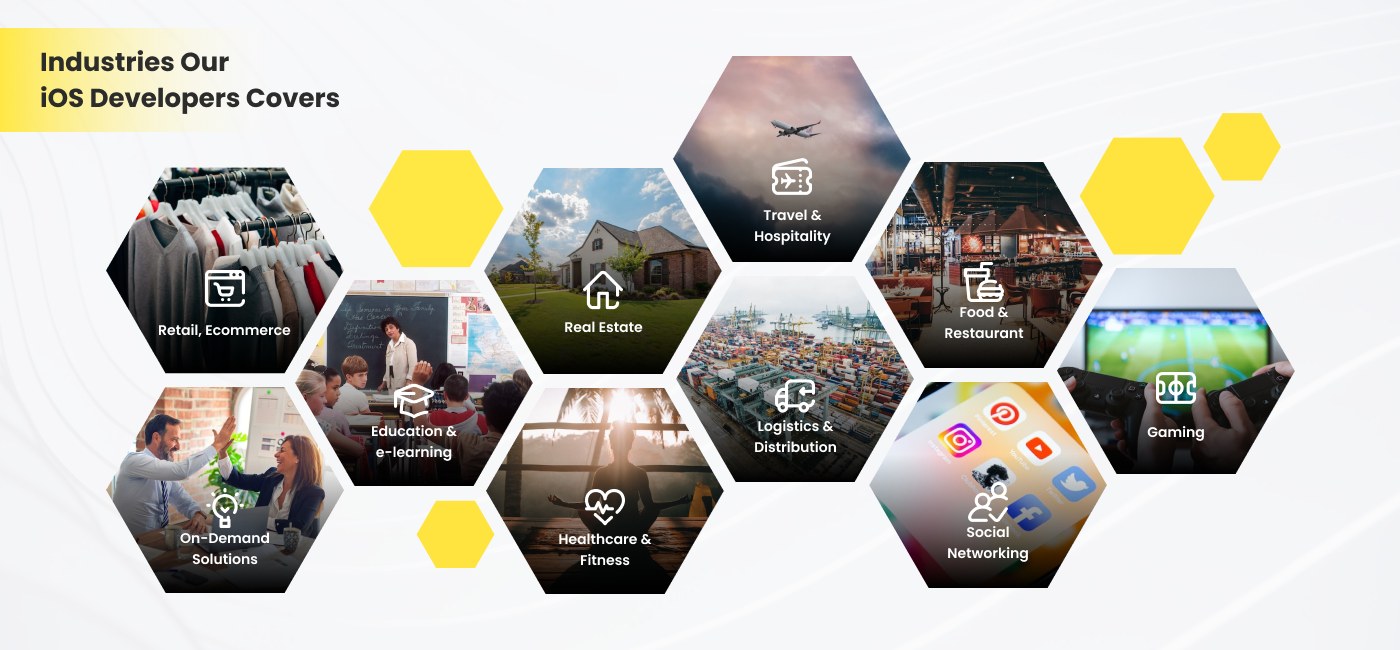 Industries Our
iOS Developers Covers
Travel &
Hospitality
Retail, Ecommerce
Real Estate
Food &
Restaurant
Education &
e-learning
Logistics &
Distribution
Gaming
On-Demand
Solutions
Healthcare &
Fitness
Social
Networking